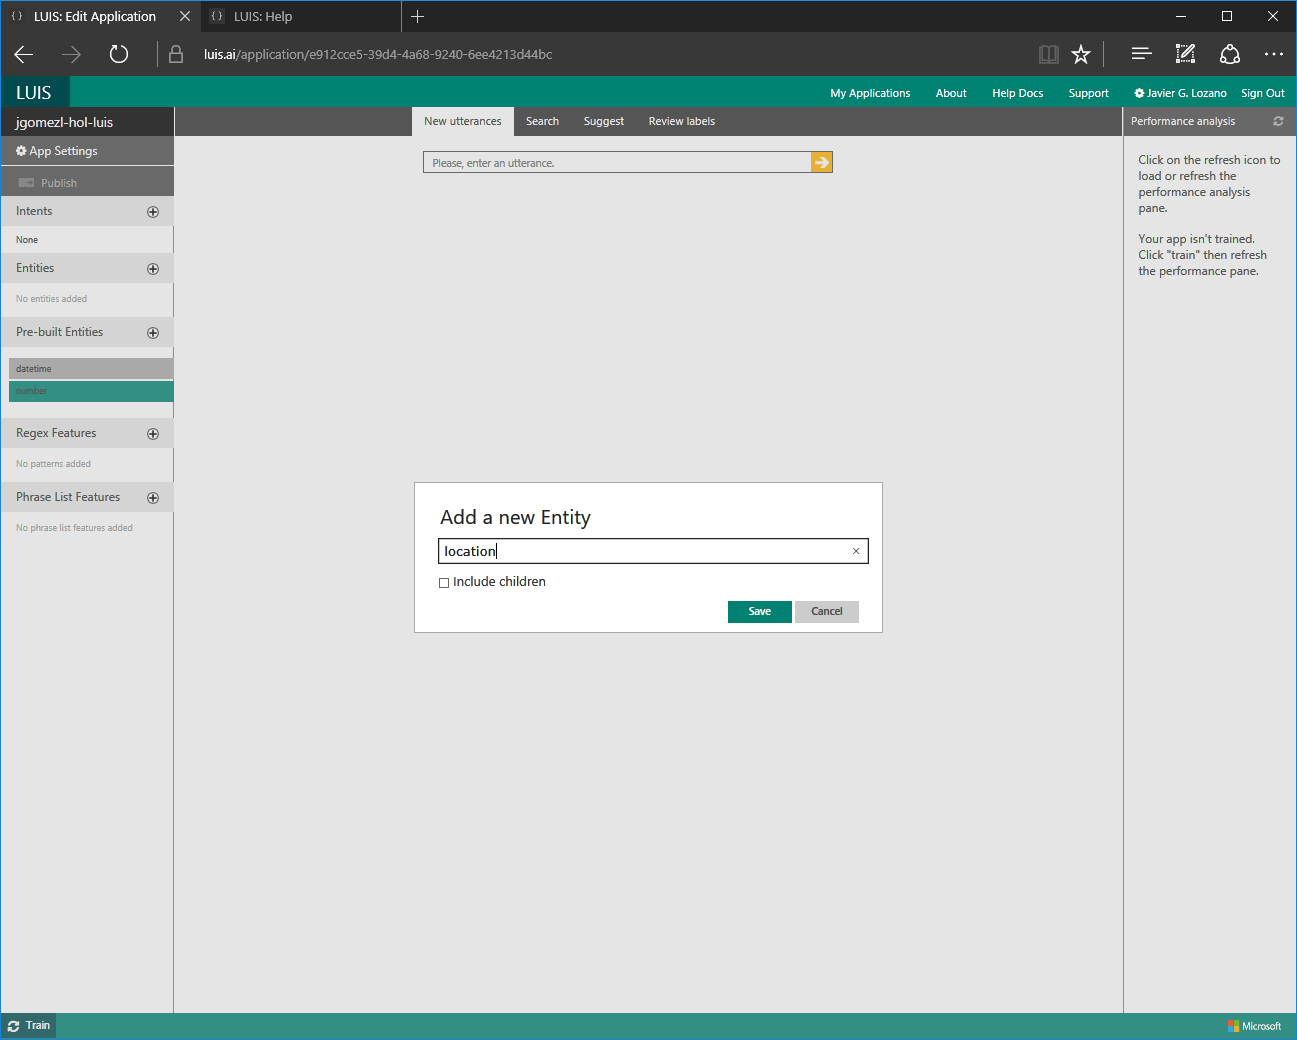 LUIS: Edit Application
LUIS: Help
luis.ai/application/e912cce5-39d4-4a68-9240-6ee4213d44bc
LUIS
My Applications
About
Help Docs
Support
Javier G. Lozano
Sign Out
jgomezl-hol-luis
New utterances
Search
Suggest
Review labels
Performance analysis
App Settings
Please, enter an utterance.
Click on the refresh icon to
load or refresh the
performance analysis
pane.
Your app isn't trained.
Click "train" then refresh
the performance pane.
Publish
Intents
None
Entities
No entities added
Pre-built Entities
datetime
number
Regex Features
No patterns added
Phrase List Features
No phrase list features added
Add a new Entity
location
Include children
Save
Cancel
Train
Microsoft